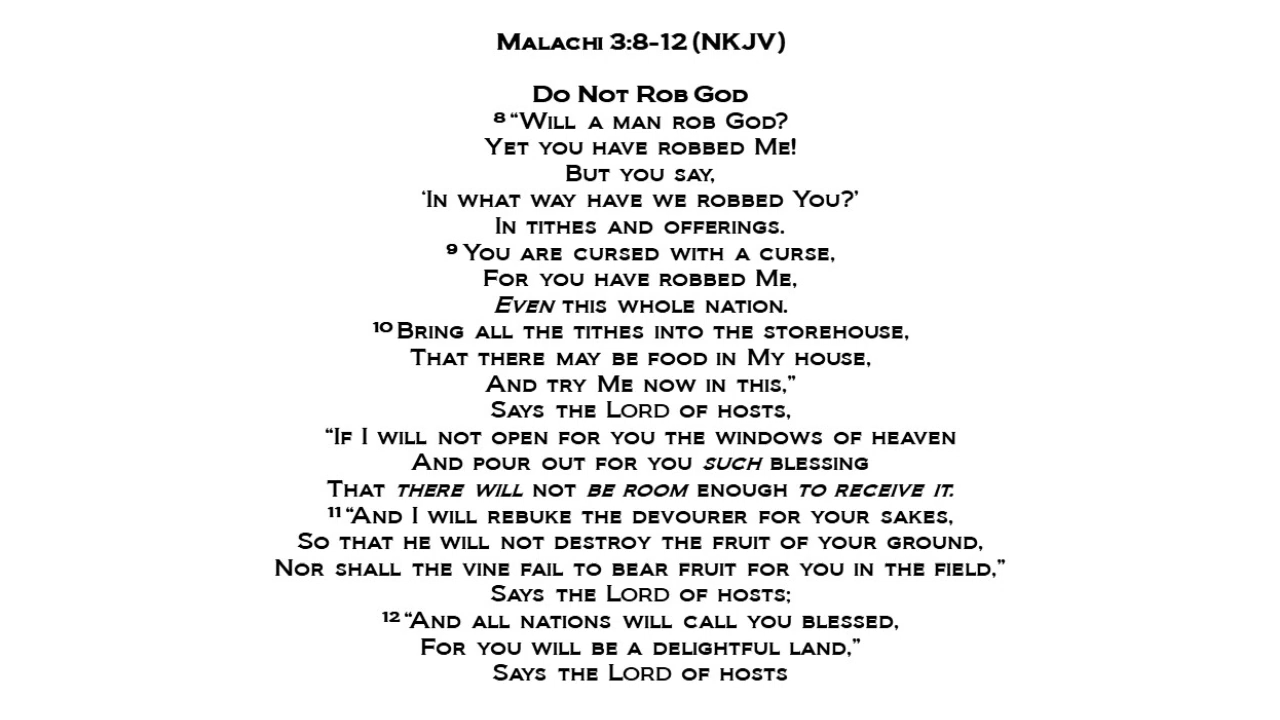 Malachi 3:8-12 (NKJV)
Do Not Rob God
8 “Will a man rob God?
Yet you have robbed Me!
But you say,
‘In what way have we robbed You?’
In tithes and offerings.
9 You are cursed with a curse,
For you have robbed Me,
Even this whole nation.
10 Bring all the tithes into the storehouse,
That there may be food in My house,
And try Me now in this,”
Says the LORD of hosts,
“If I will not open for you the windows of heaven
And pour out for you such blessing
That there will not be room enough to receive it.
11 “And I will rebuke the devourer for your sakes,
So that he will not destroy the fruit of your ground,
Nor shall the vine fail to bear fruit for you in the field,”
Says the LORD of hosts;
12 “And all nations will call you blessed,
For you will be a delightful land,”
Says the LORD of hosts